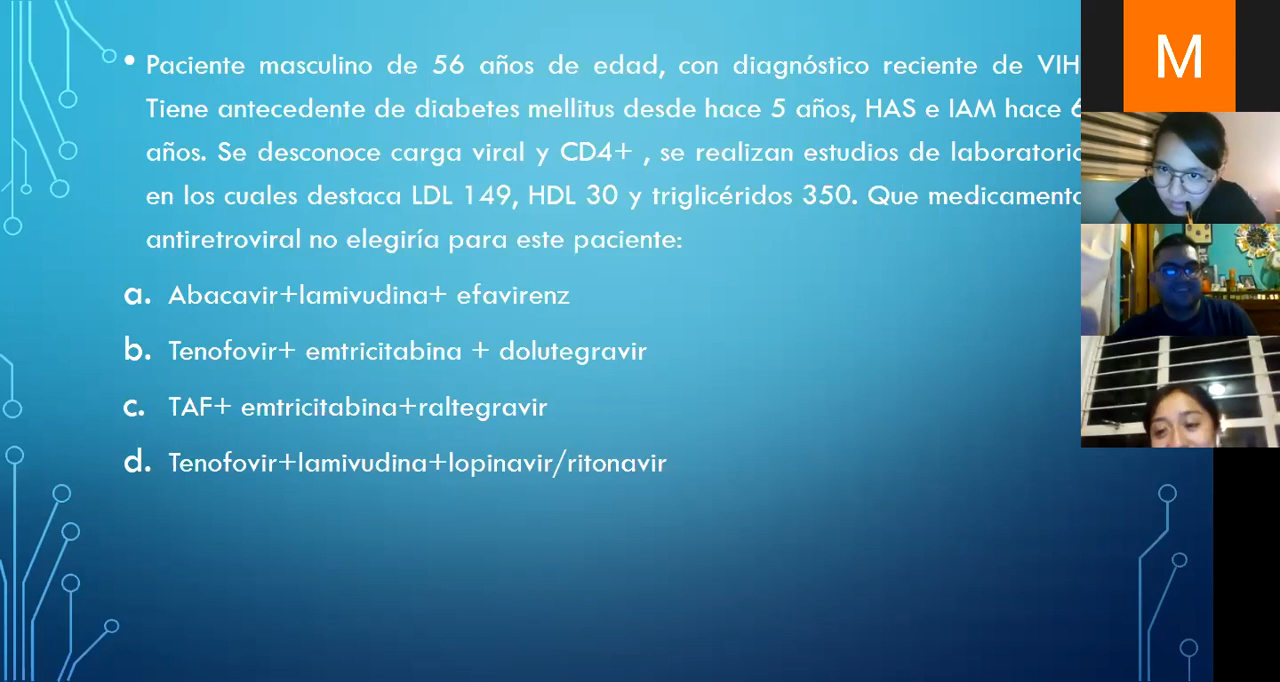 • Paciente masculino de 56 años de edad, con diagnóstico reciente de VIH
Tiene antecedente de diabetes mellitus desde hace 5 años, HAS e IAM hace 6
años. Se desconoce carga viral y CD4+ , se realizan estudios de laboratorio
en los cuales destaca LDL 149, HDL 30 y triglicéridos 350. Que medicamento
antiretroviral no elegiría para este paciente:
a. Abacavir+lamivudina+ efavirenz
b. Tenofovir+ emtricitabina + dolutegravir
c. TAF+ emtricitabina+raltegravir
d. Tenofovir+lamivudina+lopinavir/ritonavir
M